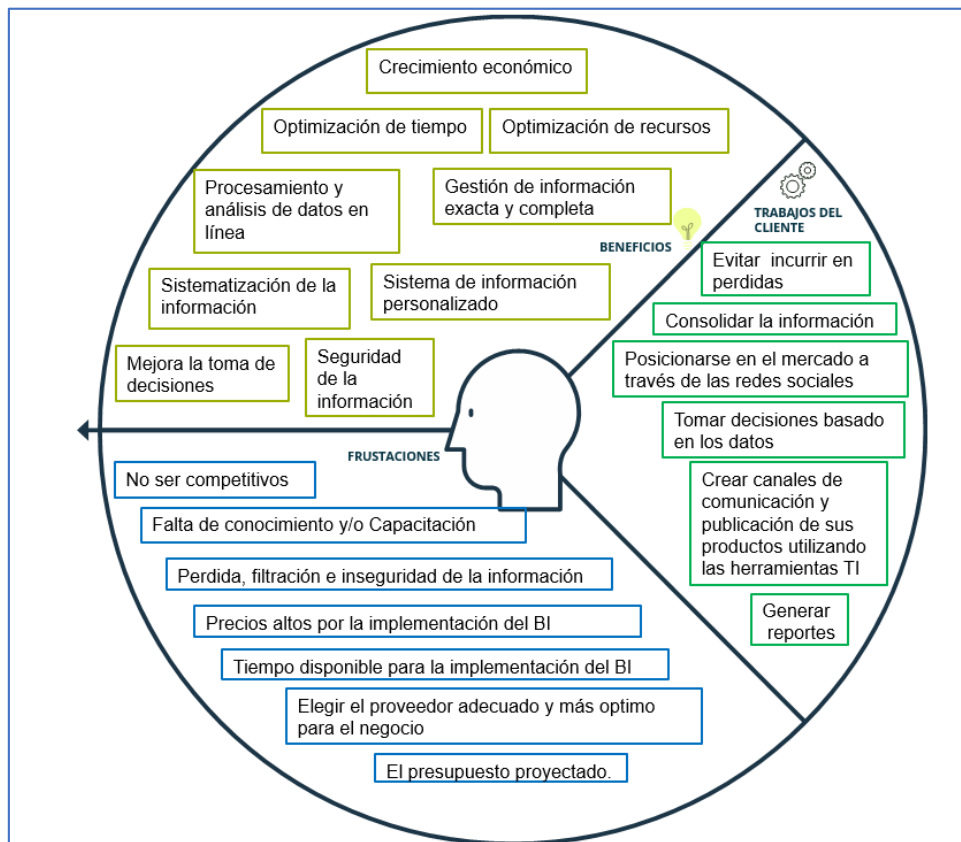 Crecimiento económico
Optimización de tiempo
Optimización de recursos
Procesamiento y
análisis de datos en
línea
Gestión de información
exacta y completa
BENEFICIOS
Sistematización de la
información
Sistema de información
personalizado
Mejora la toma de
decisiones
Seguridad
de la
información
TRABAJOS DEL
CLIENTE
Evitar incurrir en
perdidas
Consolidar la información
Posicionarse en el mercado a
través de las redes sociales
Tomar decisiones basado
en los datos
Crear canales de
comunicación y
publicación de sus
productos utilizando
las herramientas TI
Generar
reportes
FRUSTACIONES
No ser competitivos
Falta de conocimiento y/o Capacitación
Perdida, filtración e inseguridad de la información
Precios altos por la implementación del BI
Tiempo disponible para la implementación del BI
Elegir el proveedor adecuado y más optimo
para el negocio
El presupuesto proyectado.